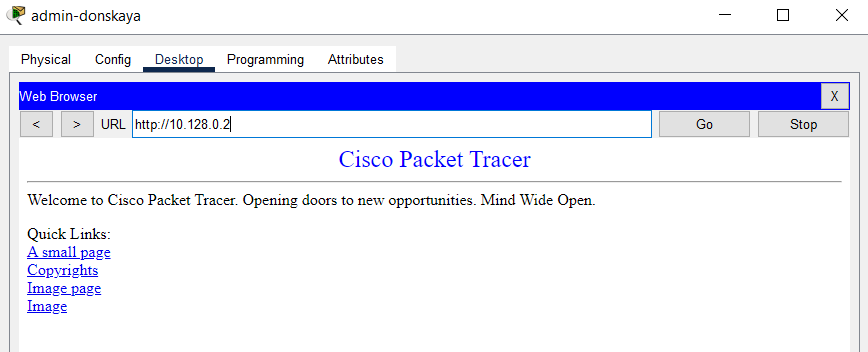 admin-donskaya
Physical Config Desktop Programming Attributes
Web Browser X
< > URL http://10.128.0.2 Go Stop
Cisco Packet Tracer
Welcome to Cisco Packet Tracer. Opening doors to new opportunities. Mind Wide Open.
Quick Links:
A small page
Copyrights
Image page
Image